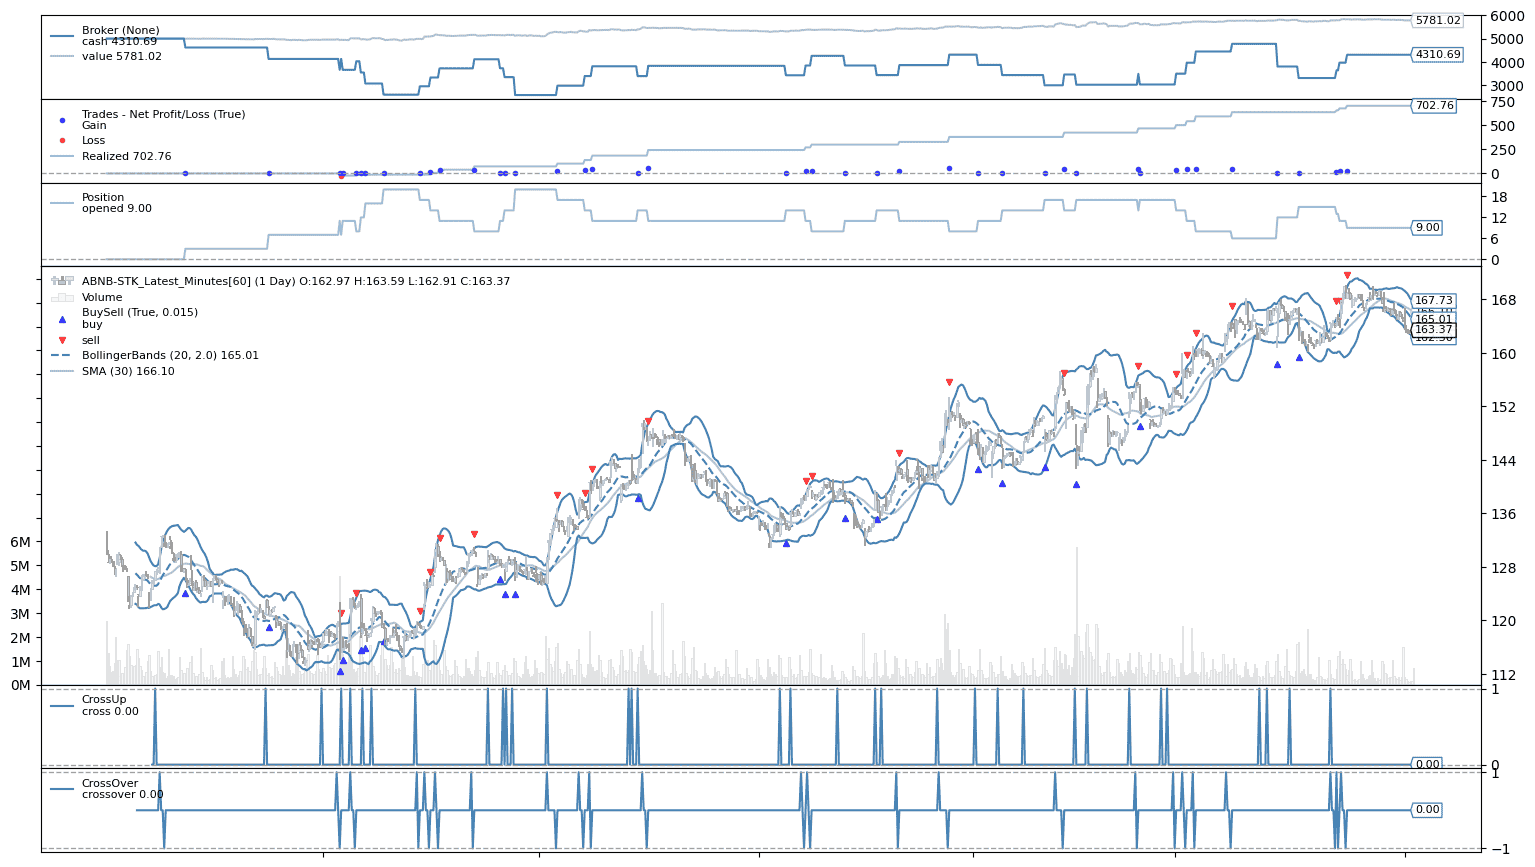 Broker (None)
cash 4310.69
value 5781.02
5781.02
4310.69
6000
5000
4000
3000
Trades - Net Profit/Loss (True)
Gain
Loss
Realized 702.76
702.76
750
500
250
0
Position
opened 9.00
9.00
18
12
6
0
ABNB-STK_Latest_Minutes[60] (1 Day) O:162.97 H:163.59 L:162.91 C:163.37
Volume
BuySell (True, 0.015)
buy
sell
BollingerBands (20, 2.0) 165.01
SMA (30) 166.10
167.73
165.01
163.37
168
160
152
144
136
128
120
112
6M
5M
4M
3M
2M
1M
0M
CrossUp
cross 0.00
0.00
1
0
CrossOver
crossover 0.00
0.00
1
−1